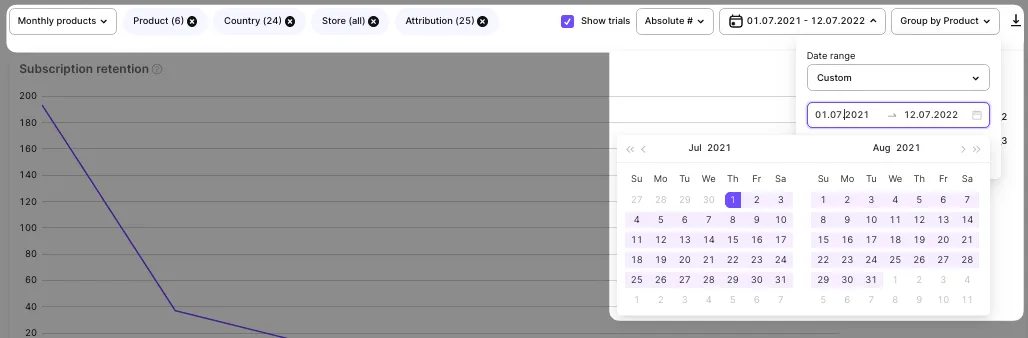 Monthly products Product (6) Country (24) Store (all) Attribution (25) Show trials Absolute # 01.07.2021 - 12.07.2022 Group by Product
Subscription retention
Date range
Custom
01.07.2021 → 12.07.2022
2
3
Jul 2021 Aug 2021
Su Mo Tu We Th Fr Sa Su Mo Tu We Th Fr Sa
27 28 29 30 1 2 3 1 2 3 4 5 6 7
4 5 6 7 8 9 10 8 9 10 11 12 13 14
11 12 13 14 15 16 17 15 16 17 18 19 20 21
18 19 20 21 22 23 24 22 23 24 25 26 27 28
25 26 27 28 29 30 31 29 30 31 1 2 3 4
1 2 3 4 5 6 7 5 6 7 8 9 10 11
200
180
160
140
120
100
80
60
40
20